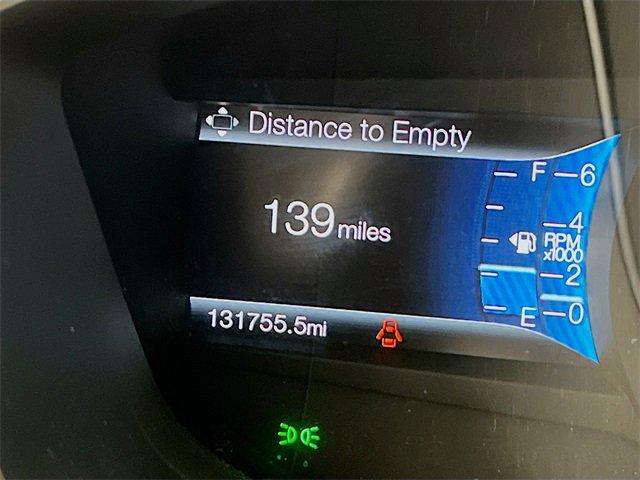 Distance to Empty
F
6
139 miles
4
RPM
x1000
2
131755.5mi
E
0